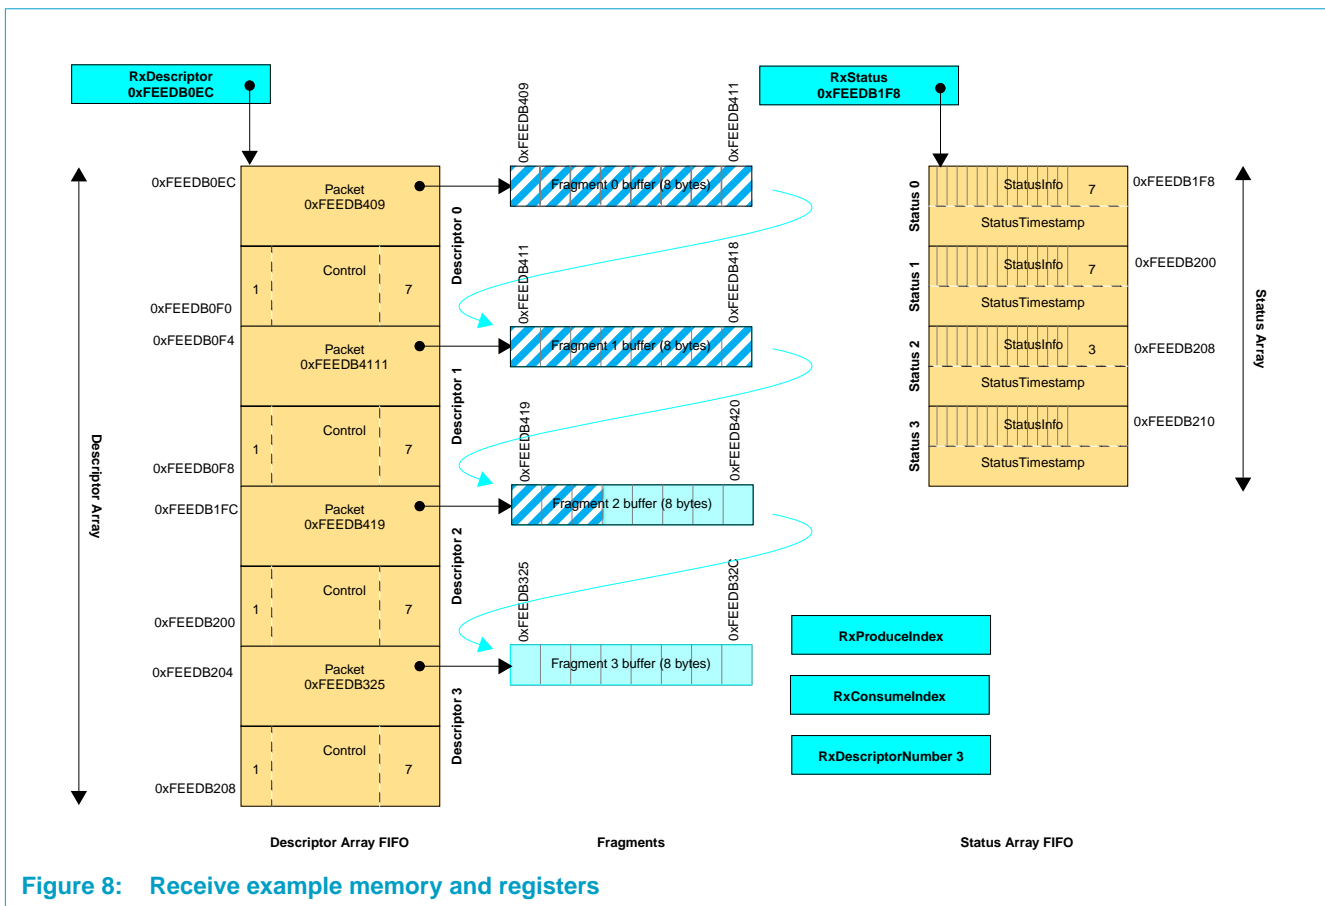 RxDescriptor
0xFEEDB0EC
RxStatus
0xFEEDB1F8
0xFEEDB409
0xFEEDB411
0xFEEDB0EC
Packet
0xFEEDB409
Fragment 0 buffer (8 bytes)
Descriptor 0
1
Control
7
0xFEEDB0F0
0xFEEDB411
0xFEEDB418
0xFEEDB0F4
Packet
0xFEEDB4111
Fragment 1 buffer (8 bytes)
Descriptor 1
1
Control
7
0xFEEDB0F8
0xFEEDB419
0xFEEDB420
0xFEEDB1FC
Packet
0xFEEDB419
Fragment 2 buffer (8 bytes)
Descriptor 2
1
Control
7
0xFEEDB200
0xFEEDB325
0xFEEDB32C
0xFEEDB204
Packet
0xFEEDB325
Fragment 3 buffer (8 bytes)
Descriptor 3
1
Control
7
0xFEEDB208
Descriptor Array
Status 0
StatusInfo
7
0xFEEDB1F8
StatusTimestamp
Status 1
StatusInfo
7
0xFEEDB200
StatusTimestamp
Status 2
StatusInfo
3
0xFEEDB208
StatusTimestamp
Status 3
StatusInfo
0xFEEDB210
StatusTimestamp
Status Array
RxProduceIndex
RxConsumeIndex
RxDescriptorNumber 3
Descriptor Array FIFO
Fragments
Status Array FIFO
Figure 8: Receive example memory and registers